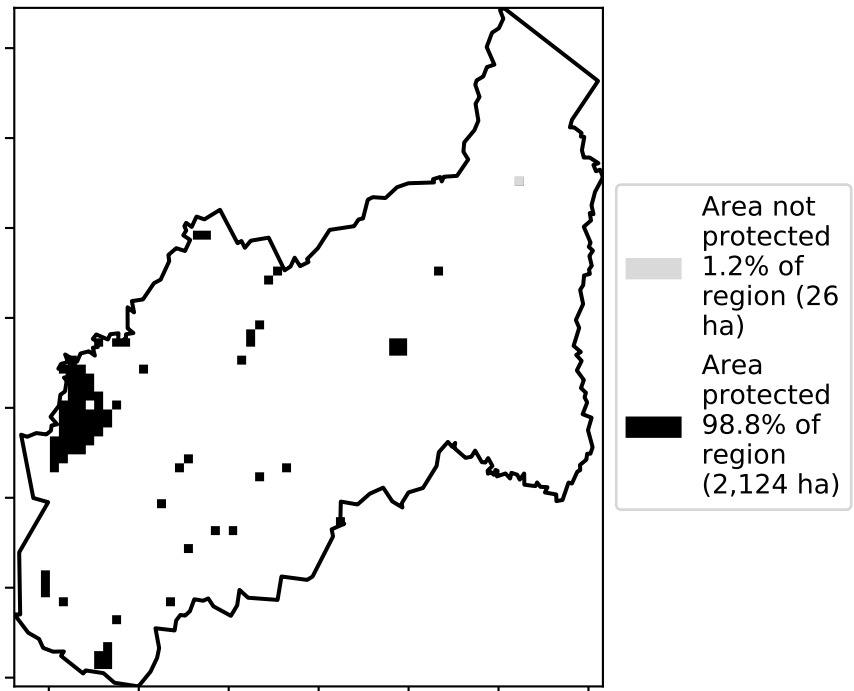 Area not
protected
1.2% of
region (26
ha)
Area
protected
98.8% of
region
(2,124 ha)